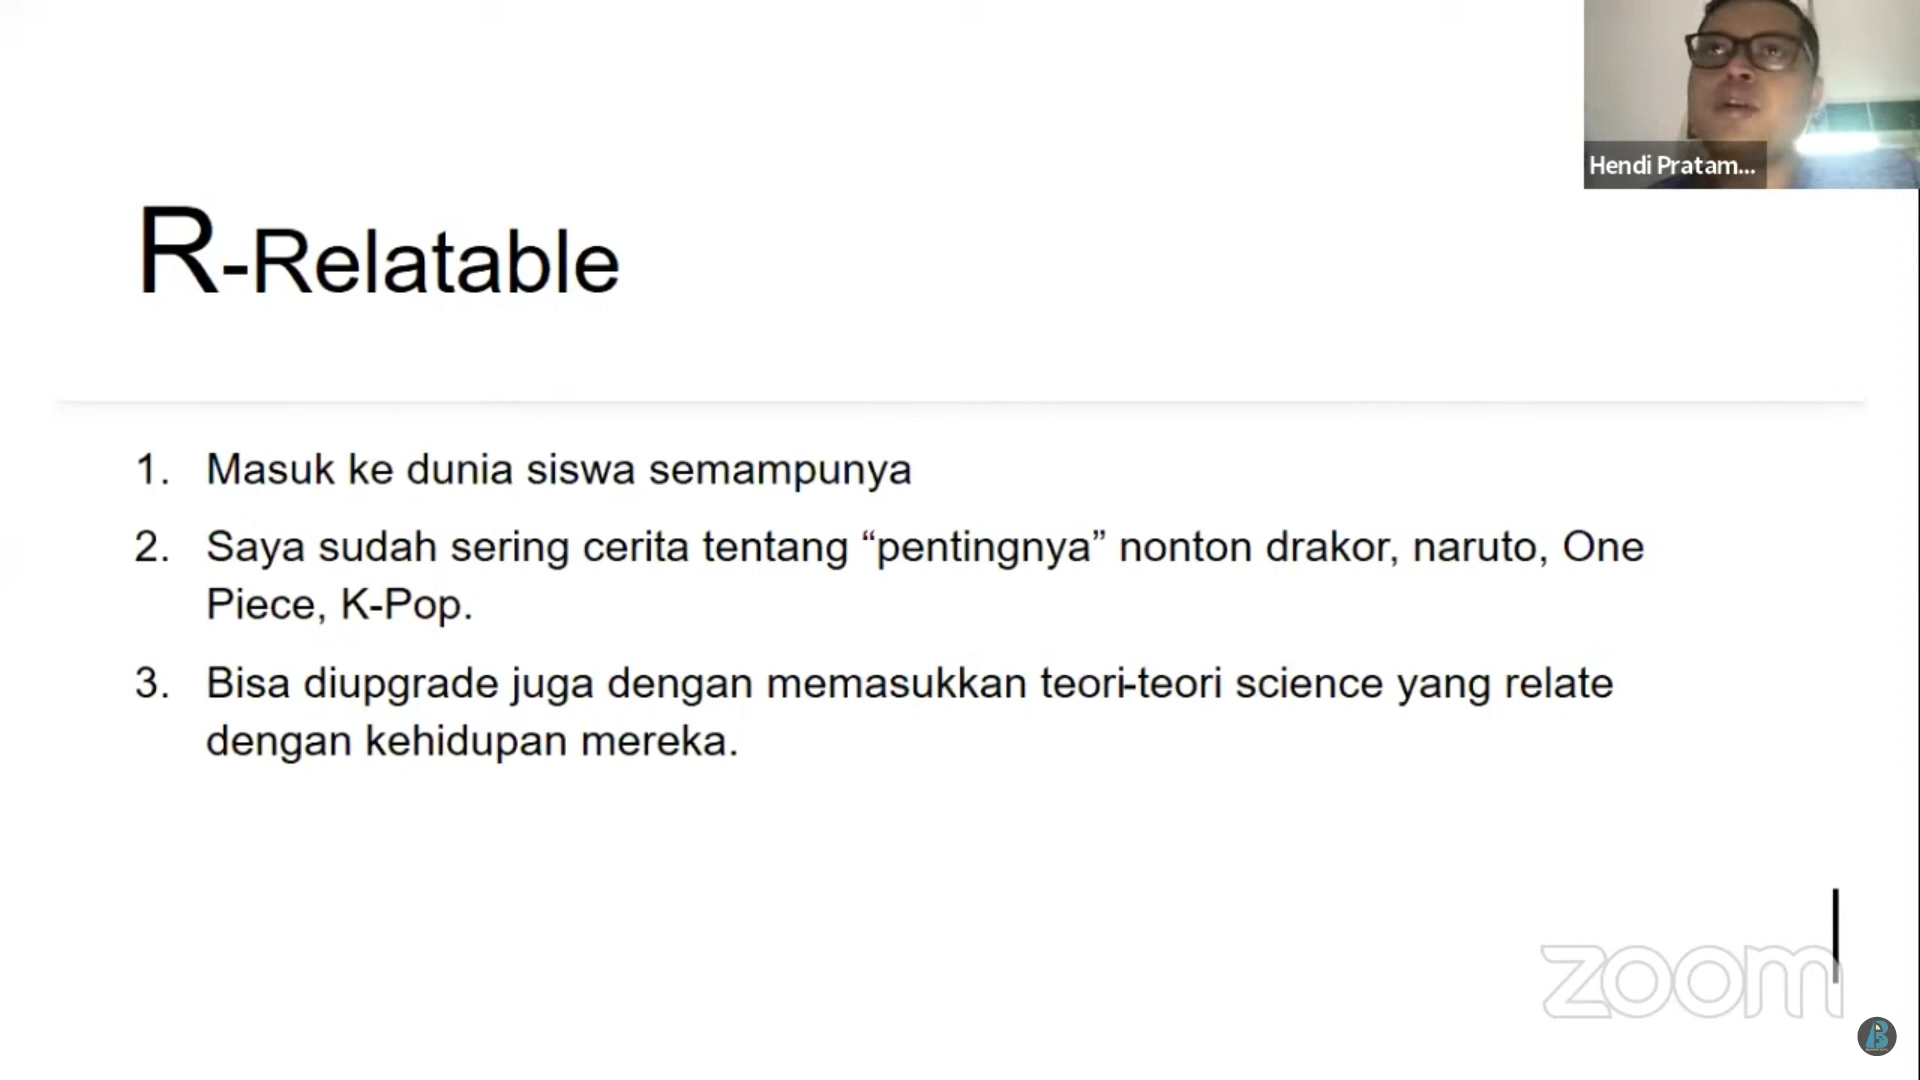 Hendi Pratam...
R-Relatable
1. Masuk ke dunia siswa semampunya
2. Saya sudah sering cerita tentang “pentingnya” nonton drakor, naruto, One
Piece, K-Pop.
3. Bisa diupgrade juga dengan memasukkan teori-teori science yang relate
dengan kehidupan mereka.
zoom